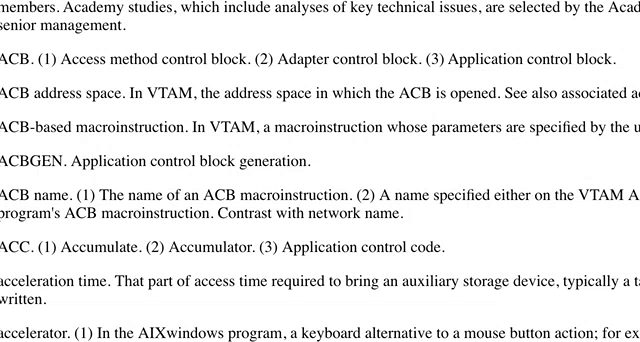 members. Academy studies, which include analyses of key technical issues, are selected by the
senior management.
ACB. (1) Access method control block. (2) Adapter control block. (3) Application control block.
ACB address space. In VTAM, the address space in which the ACB is opened. See also associated
ACB-based macroinstruction. In VTAM, a macroinstruction whose parameters are specified by the
ACBGEN. Application control block generation.
ACB name. (1) The name of an ACB macroinstruction. (2) A name specified either on the VTAM
program's ACB macroinstruction. Contrast with network name.
ACC. (1) Accumulate. (2) Accumulator. (3) Application control code.
acceleration time. That part of access time required to bring an auxiliary storage device, typically a
written.
accelerator. (1) In the AIXwindows program, a keyboard alternative to a mouse button action; for